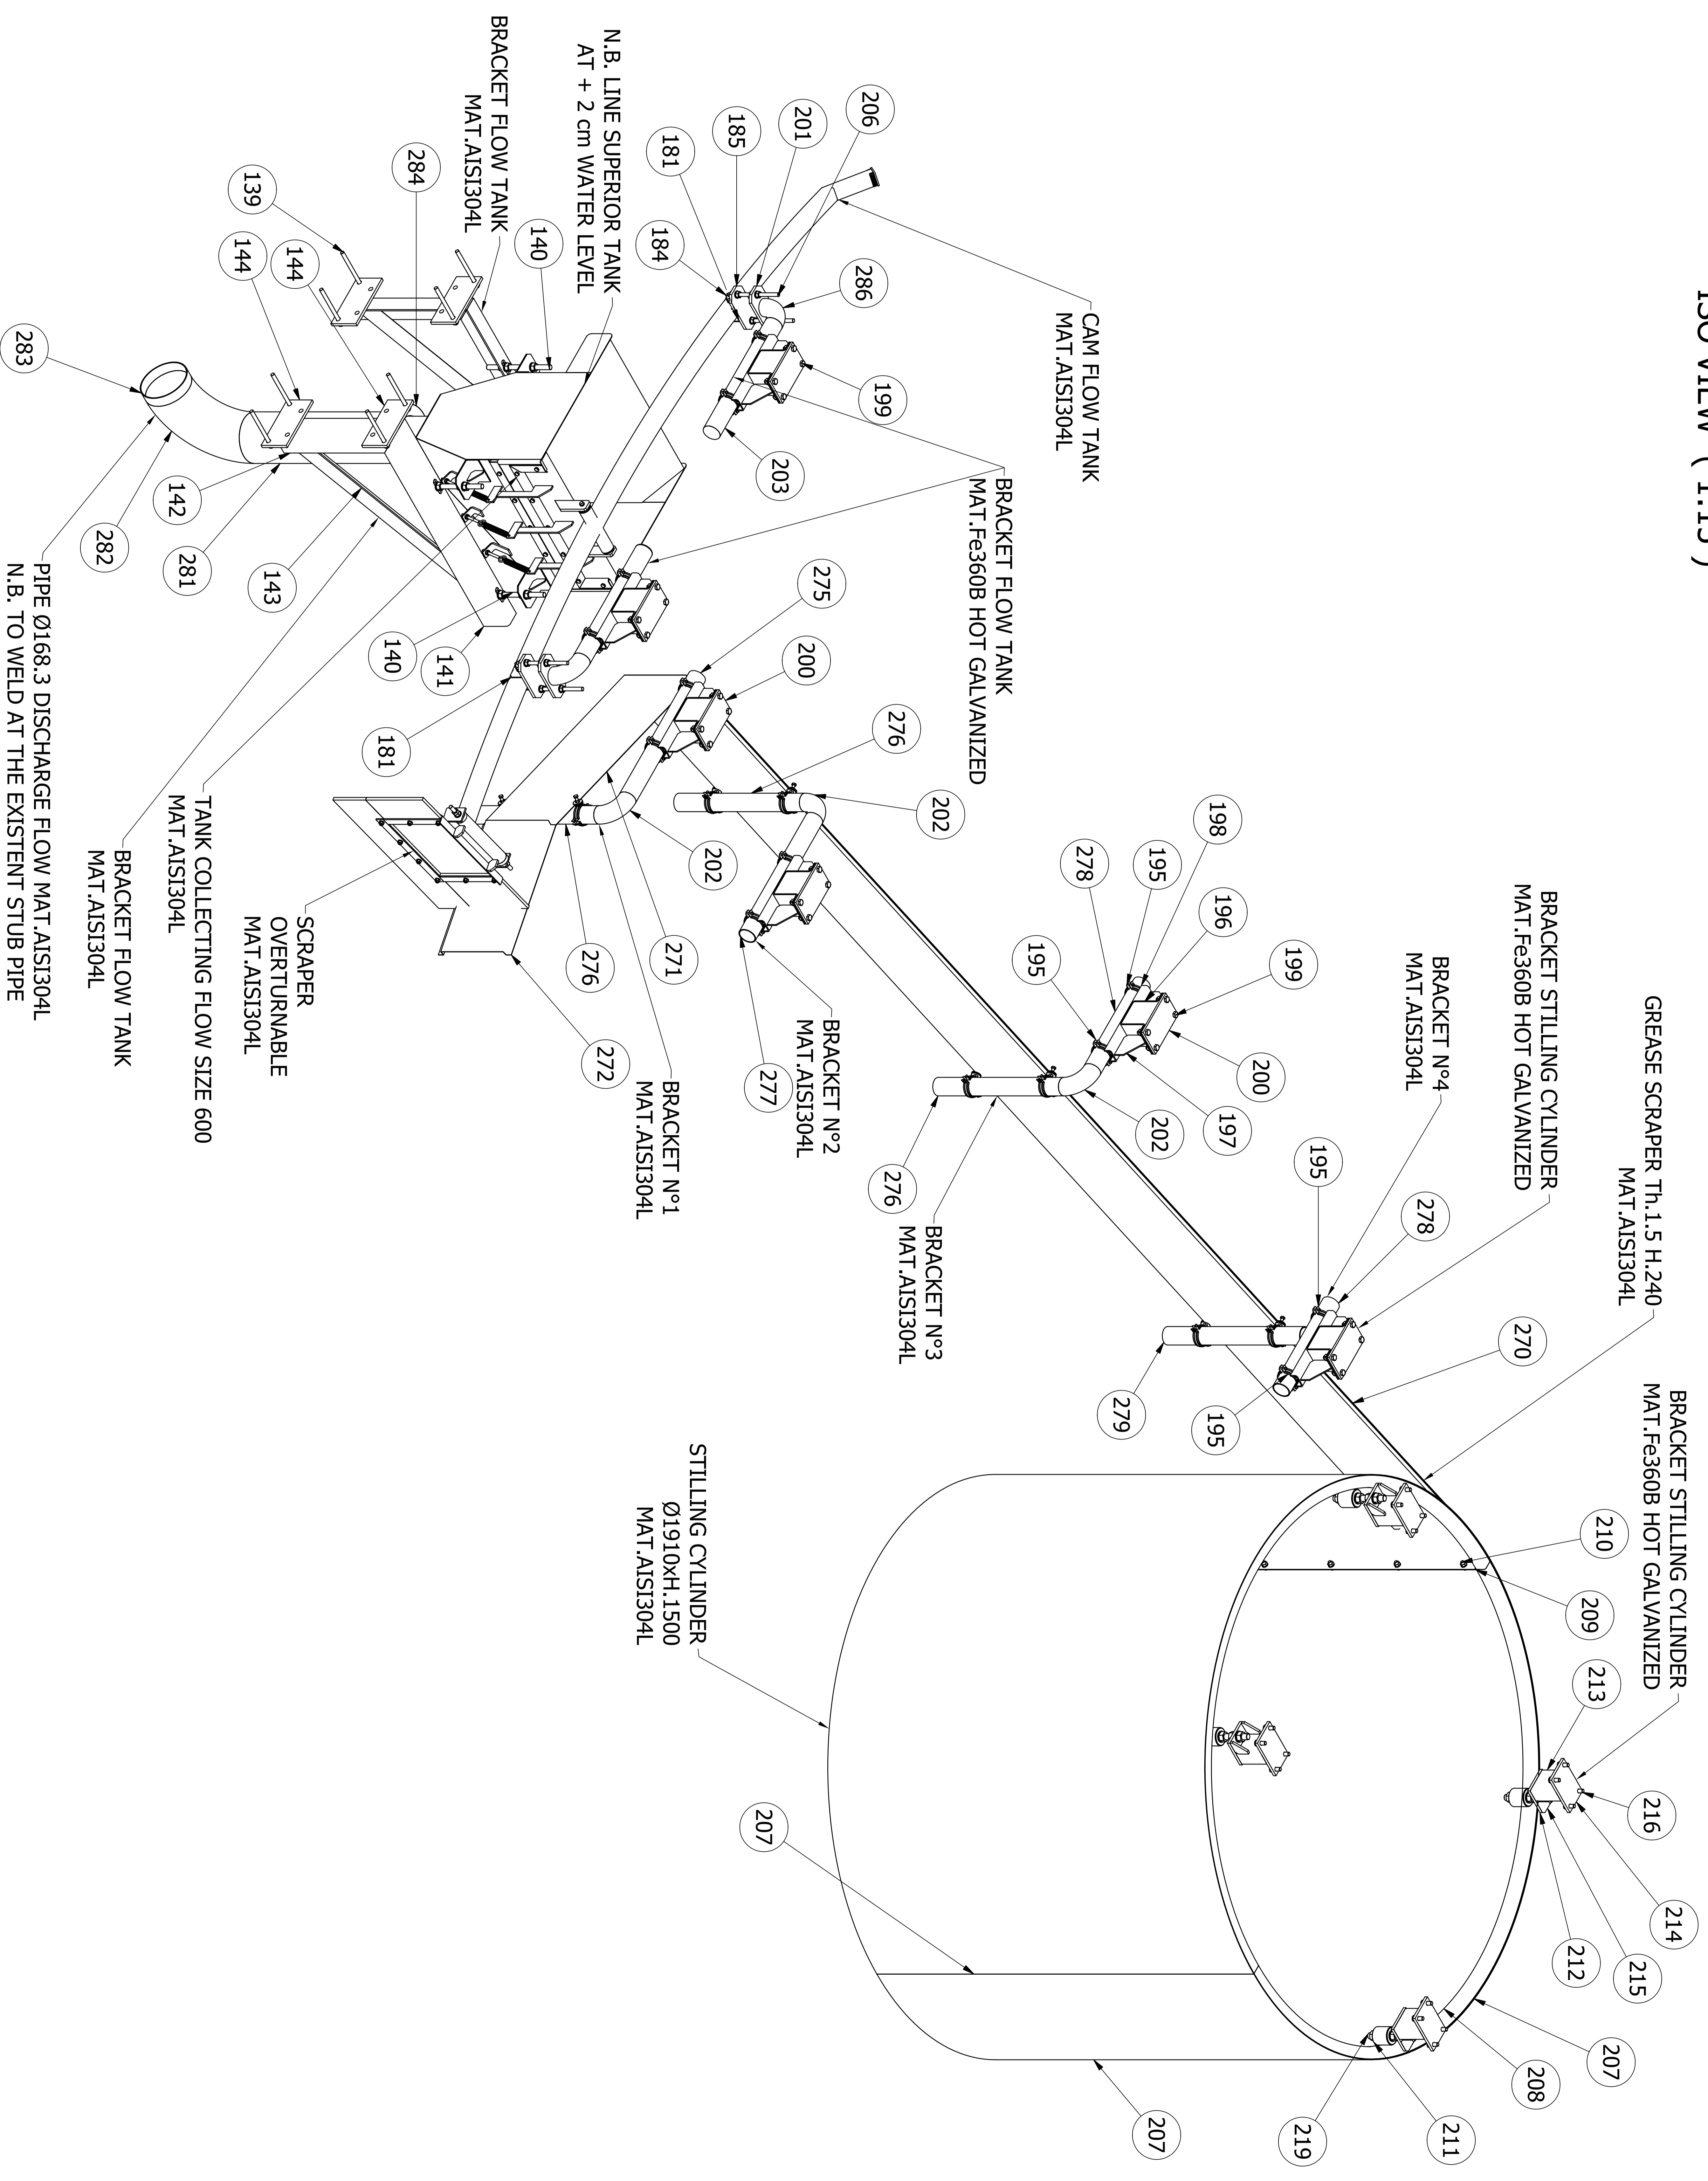 ISO VIEW ( 1:15 )
BRACKET STILLING CYLINDER
MAT.Fe360B HOT GALVANIZED
214
GREASE SCRAPER Th.1.5 H.240
MAT.AISI304L
216
215
207
210
213
209
212
BRACKET STILLING CYLINDER
MAT.Fe360B HOT GALVANIZED
208
270
211
BRACKET N°4
MAT.AISI304L
278
195
219
199
200
197
198
196
195
202
207
195
279
CAM FLOW TANK
MAT.AISI304L
278
195
BRACKET FLOW TANK
MAT.Fe360B HOT GALVANIZED
202
BRACKET N°3
MAT.AISI304L
276
276
199
206
286
BRACKET N°2
MAT.AISI304L
275
200
201
203
277
207
185
202
STILLING CYLINDER
Ø1910xH.1500
MAT.AISI304L
181
271
BRACKET N°1
MAT.AISI304L
184
N.B. LINE SUPERIOR TANK
AT + 2 cm WATER LEVEL
272
276
140
BRACKET FLOW TANK
MAT.AISI304L
141
284
140
181
SCRAPER
OVERTURNABLE
MAT.AISI304L
144
143
139
144
TANK COLLECTING FLOW SIZE 600
MAT.AISI304L
281
142
BRACKET FLOW TANK
MAT.AISI304L
282
PIPE Ø168.3 DISCHARGE FLOW MAT.AISI304L
N.B. TO WELD AT THE EXISTENT STUB PIPE
283